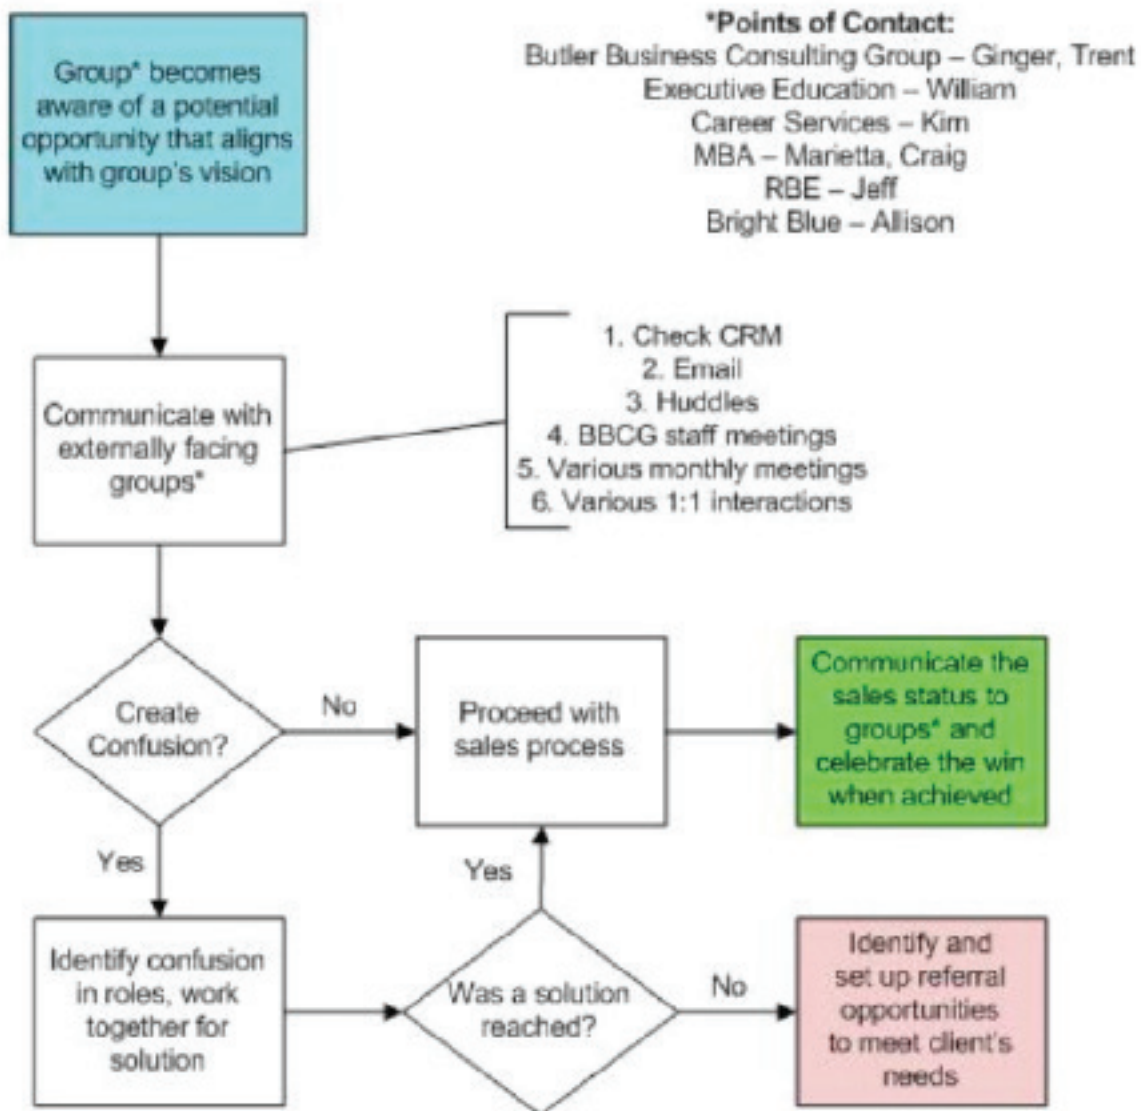 Group* becomes
aware of a potential
opportunity that aligns
with group's vision
*Points of Contact:
Butler Business Consulting Group – Ginger, Trent
Executive Education – William
Career Services – Kim
MBA – Marietta, Craig
RBE – Jeff
Bright Blue – Allison
Communicate with
externally facing
groups*
1. Check CRM
2. Email
3. Huddles
4. BBCG staff meetings
5. Various monthly meetings
6. Various 1:1 interactions
Create
Confusion?
No
Proceed with
sales process
Communicate the
sales status to
groups* and
celebrate the win
when achieved
Yes
Yes
Identify confusion
in roles, work
together for
solution
Was a solution
reached?
No
Identify and
set up referral
opportunities
to meet client's
needs